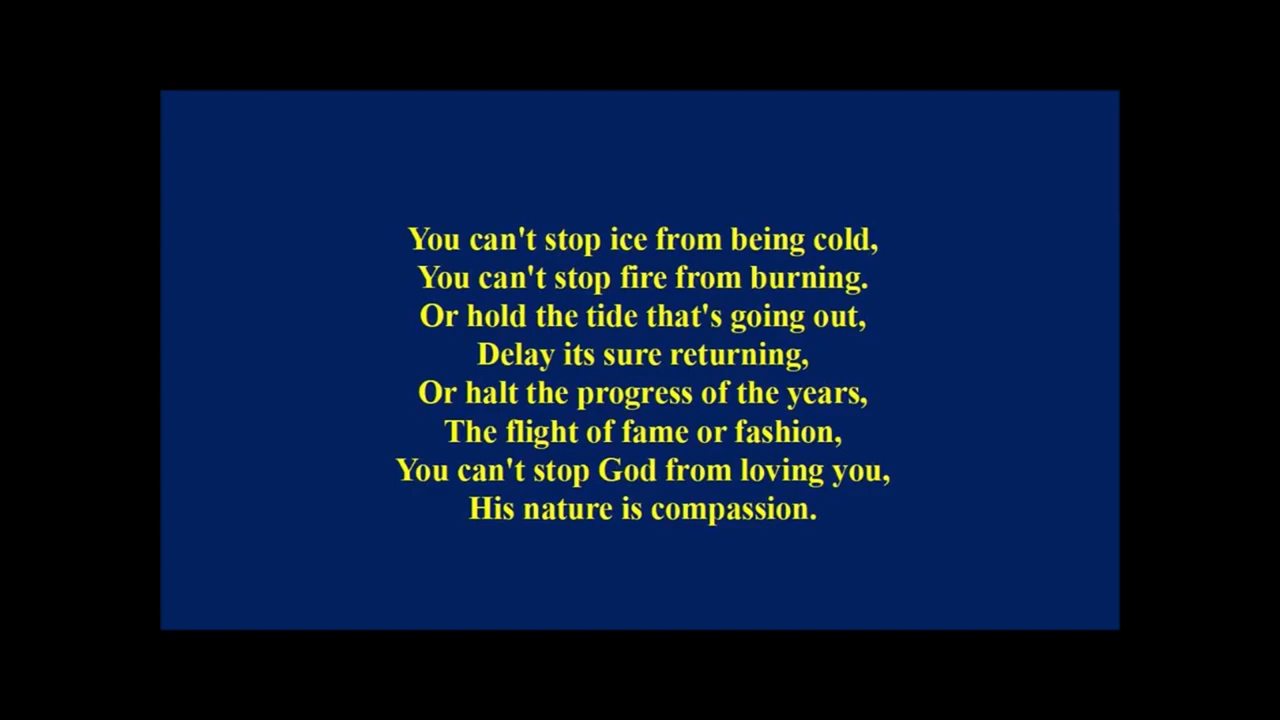 You can't stop ice from being cold,
You can't stop fire from burning.
Or hold the tide that's going out,
Delay its sure returning,
Or halt the progress of the years,
The flight of fame or fashion,
You can't stop God from loving you,
His nature is compassion.